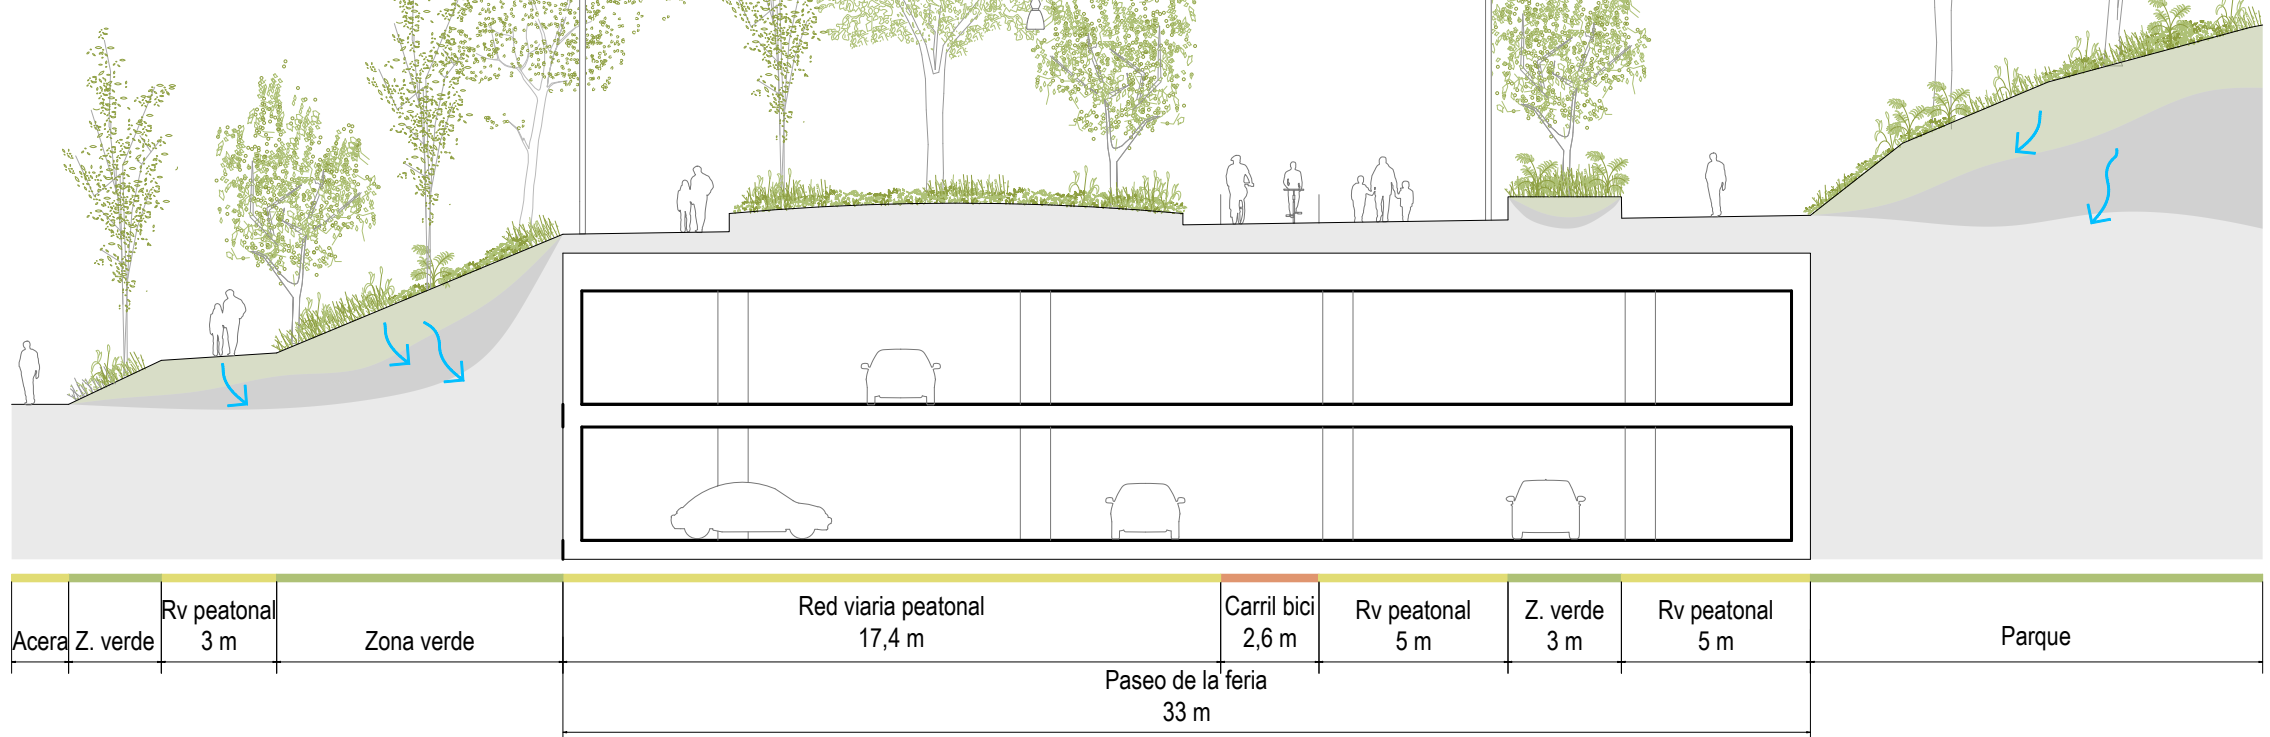 Acera
Z. verde
Rv peatonal
3 m
Zona verde
Red viaria peatonal
17,4 m
Carril bici
2,6 m
Rv peatonal
5 m
Z. verde
3 m
Rv peatonal
5 m
Parque
Paseo de la feria
33 m